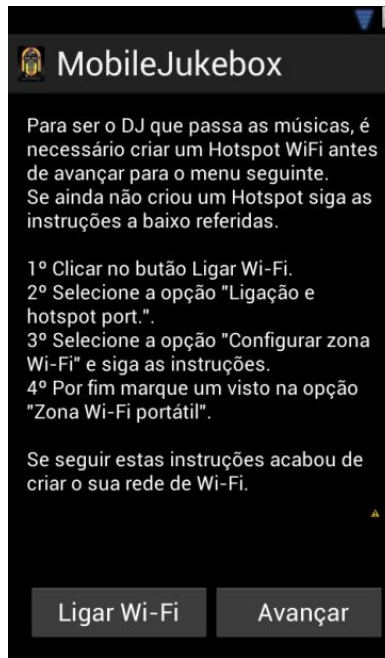 MobileJukebox
Para ser o DJ que passa as músicas, é
necessário criar um Hotspot WiFi antes
de avançar para o menu seguinte.
Se ainda não criou um Hotspot siga as
instruções a baixo referidas.
1º Clicar no butão Ligar Wi-Fi.
2º Selecione a opção "Ligação e
hotspot port.".
3º Selecione a opção "Configurar zona
Wi-Fi" e siga as instruções.
4º Por fim marque um visto na opção
"Zona Wi-Fi portátil".
Se seguir estas instruções acabou de
criar o sua rede de Wi-Fi.
Ligar Wi-Fi
Avançar